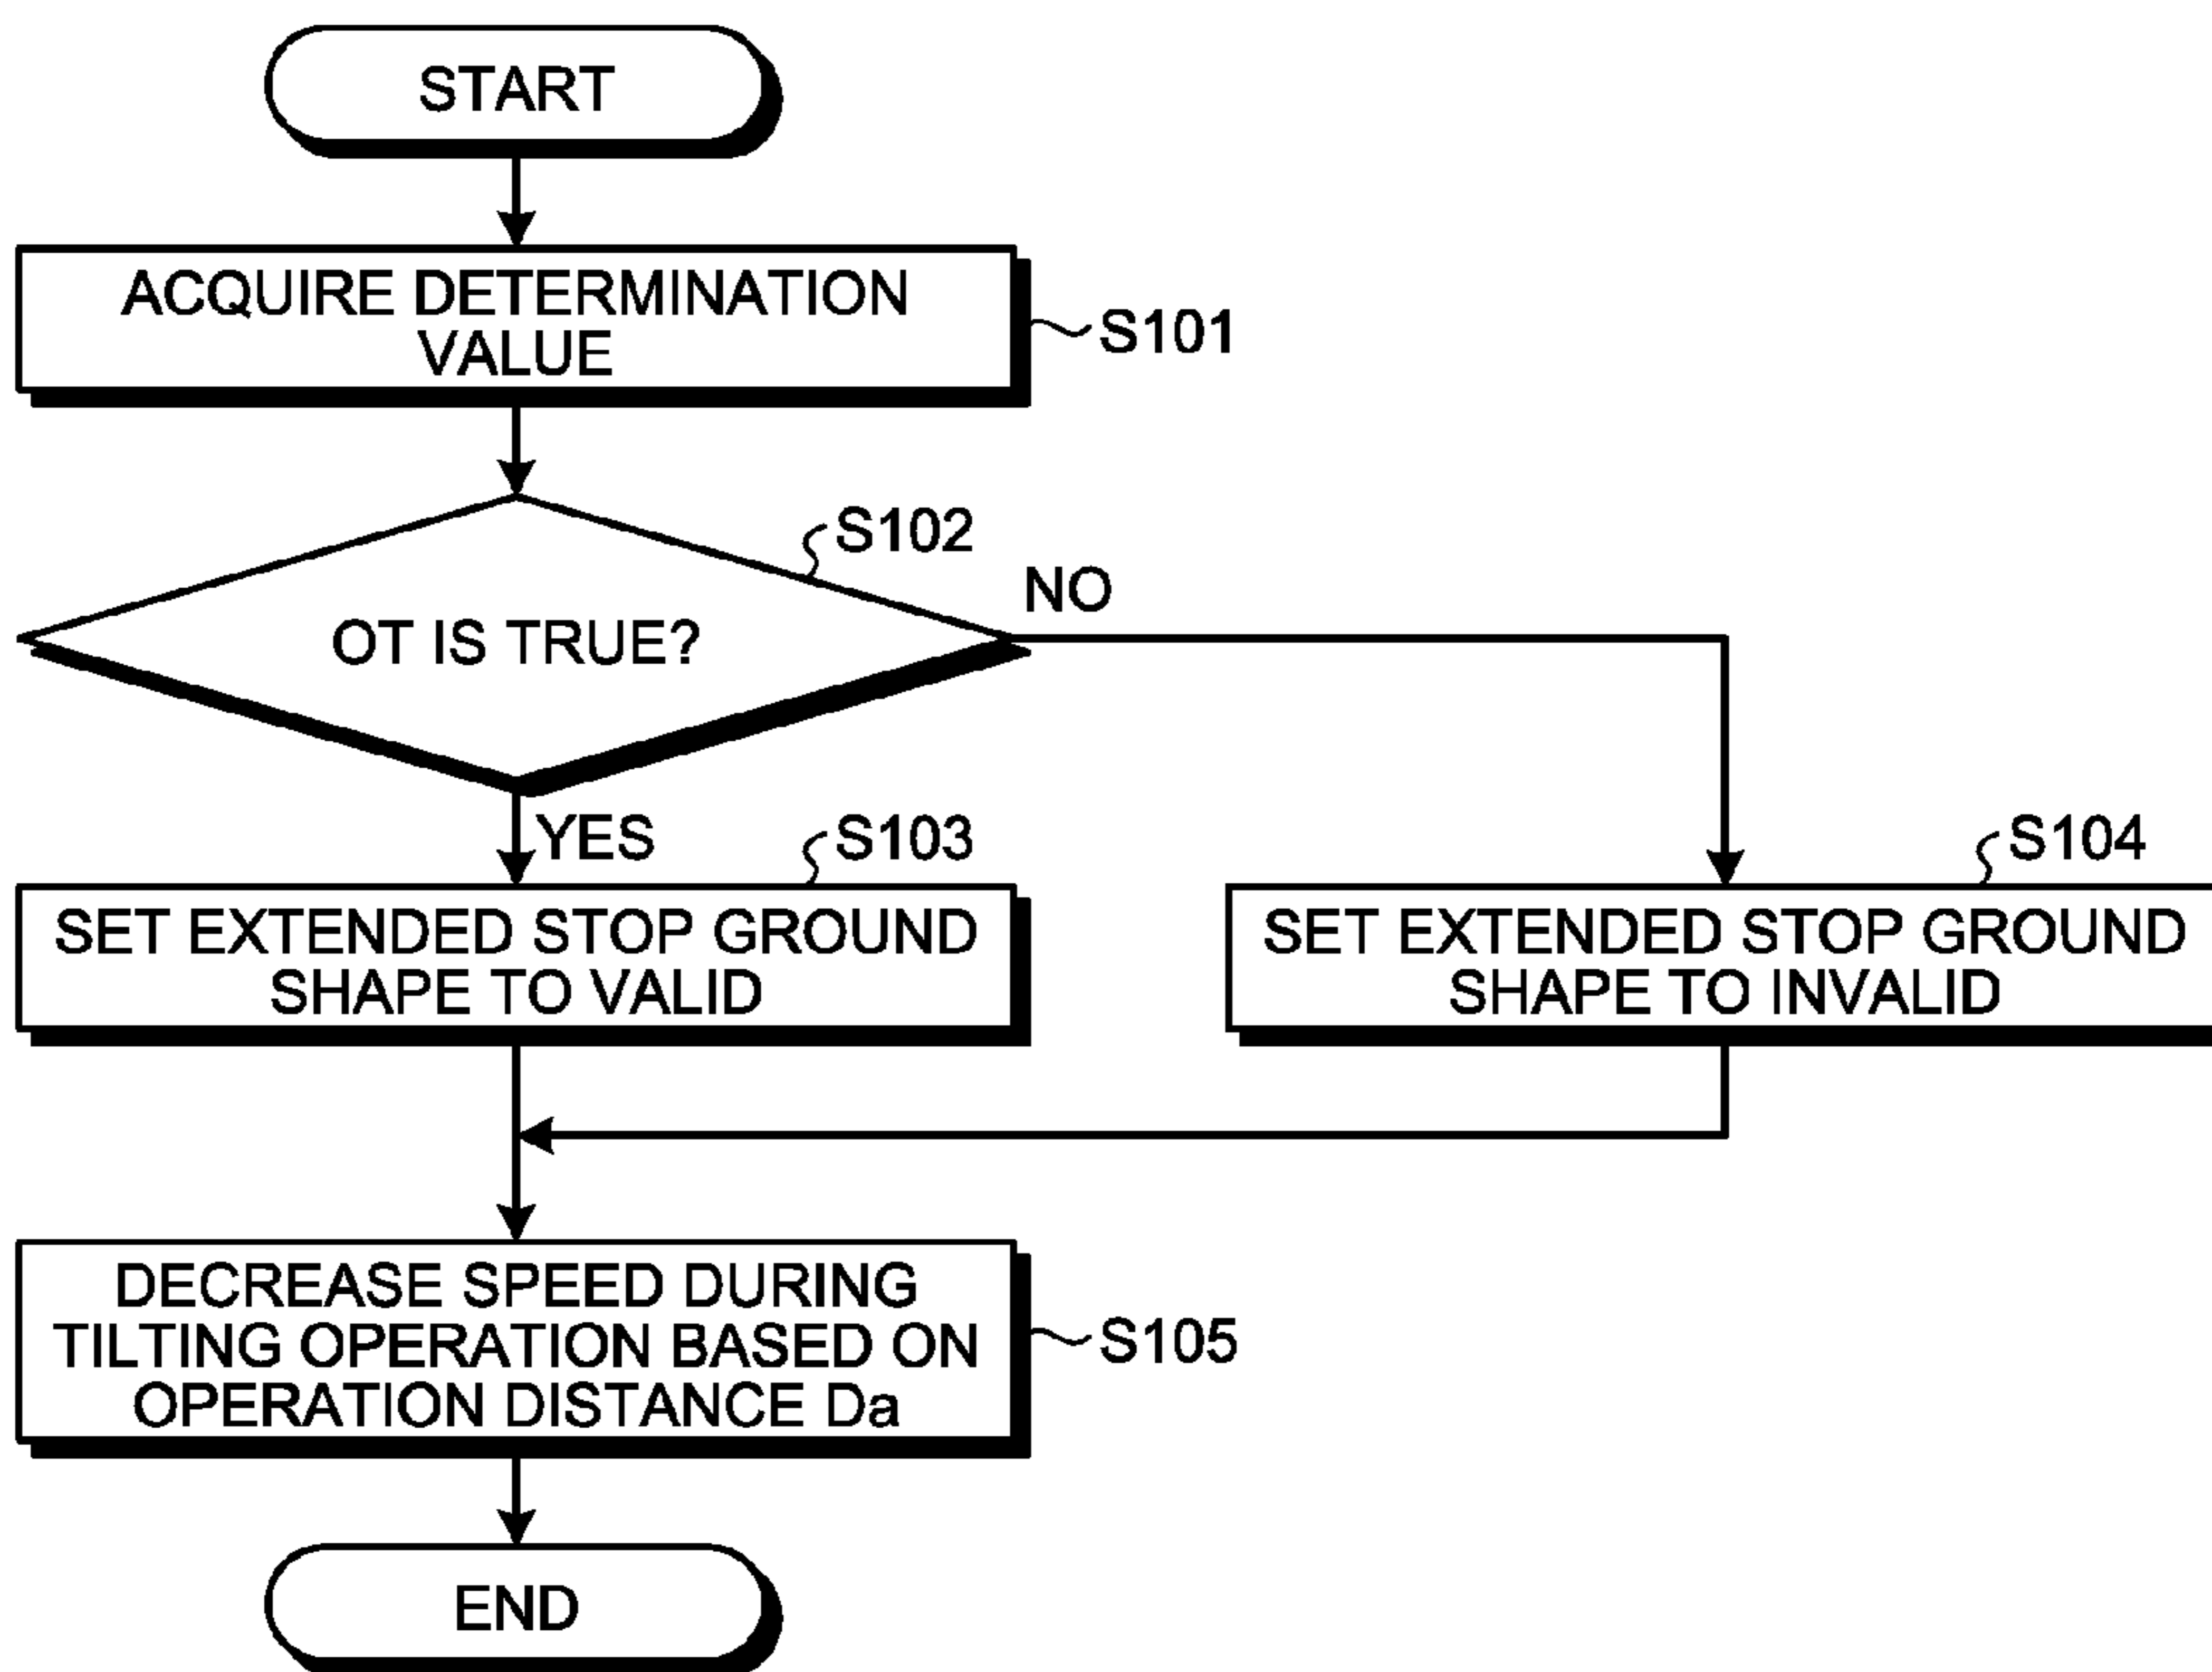 START
ACQUIRE DETERMINATION
VALUE
S101
S102
OT IS TRUE?
NO
YES
S103
SET EXTENDED STOP GROUND
SHAPE TO VALID
S104
SET EXTENDED STOP GROUND
SHAPE TO INVALID
DECREASE SPEED DURING
TILTING OPERATION BASED ON
OPERATION DISTANCE Da
S105
END